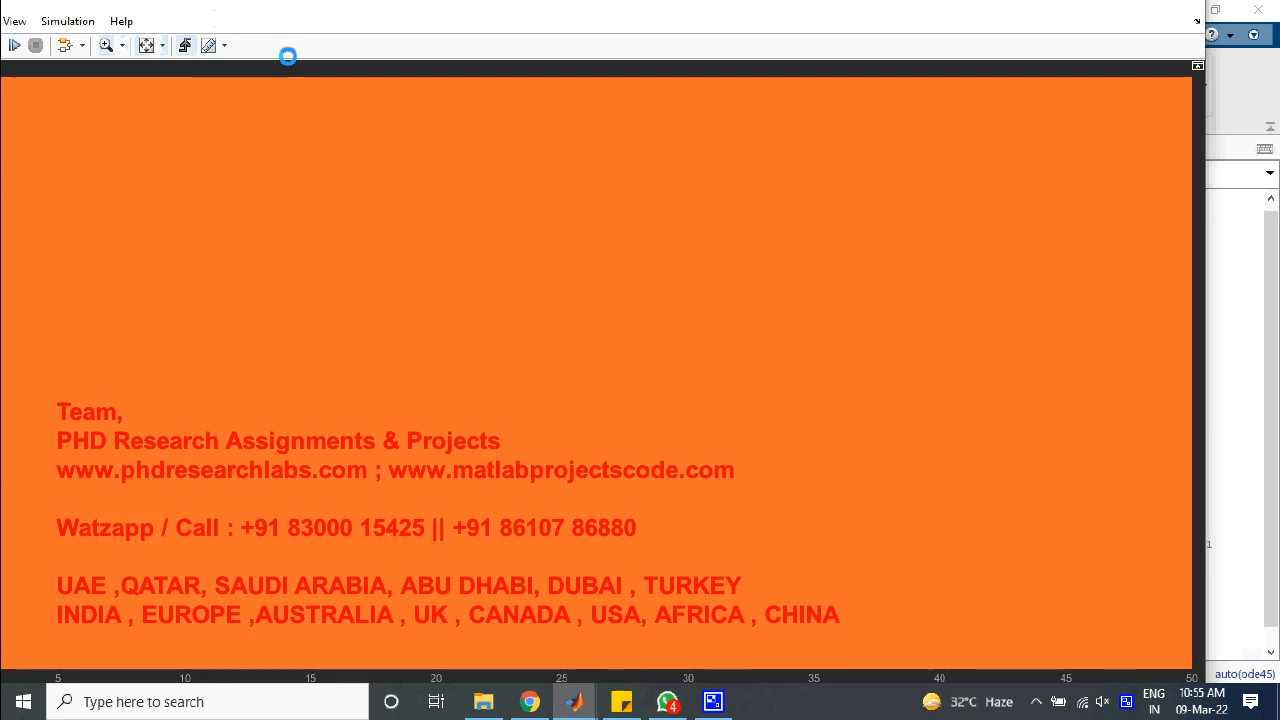 View Simulation Help
Team,
PHD Research Assignments & Projects
www.phdresearchlabs.com ; www.matlabprojectscode.com
Watzapp / Call : +91 83000 15425 || +91 86107 86880
UAE ,QATAR, SAUDI ARABIA, ABU DHABI, DUBAI , TURKEY
INDIA , EUROPE ,AUSTRALIA , UK , CANADA , USA, AFRICA , CHINA
1
5 10 15 20 25 30 35 40 45 50
auto(ode45)
Type here to search
4
32°C Haze
ENG
IN
10:55 AM
09-Mar-22